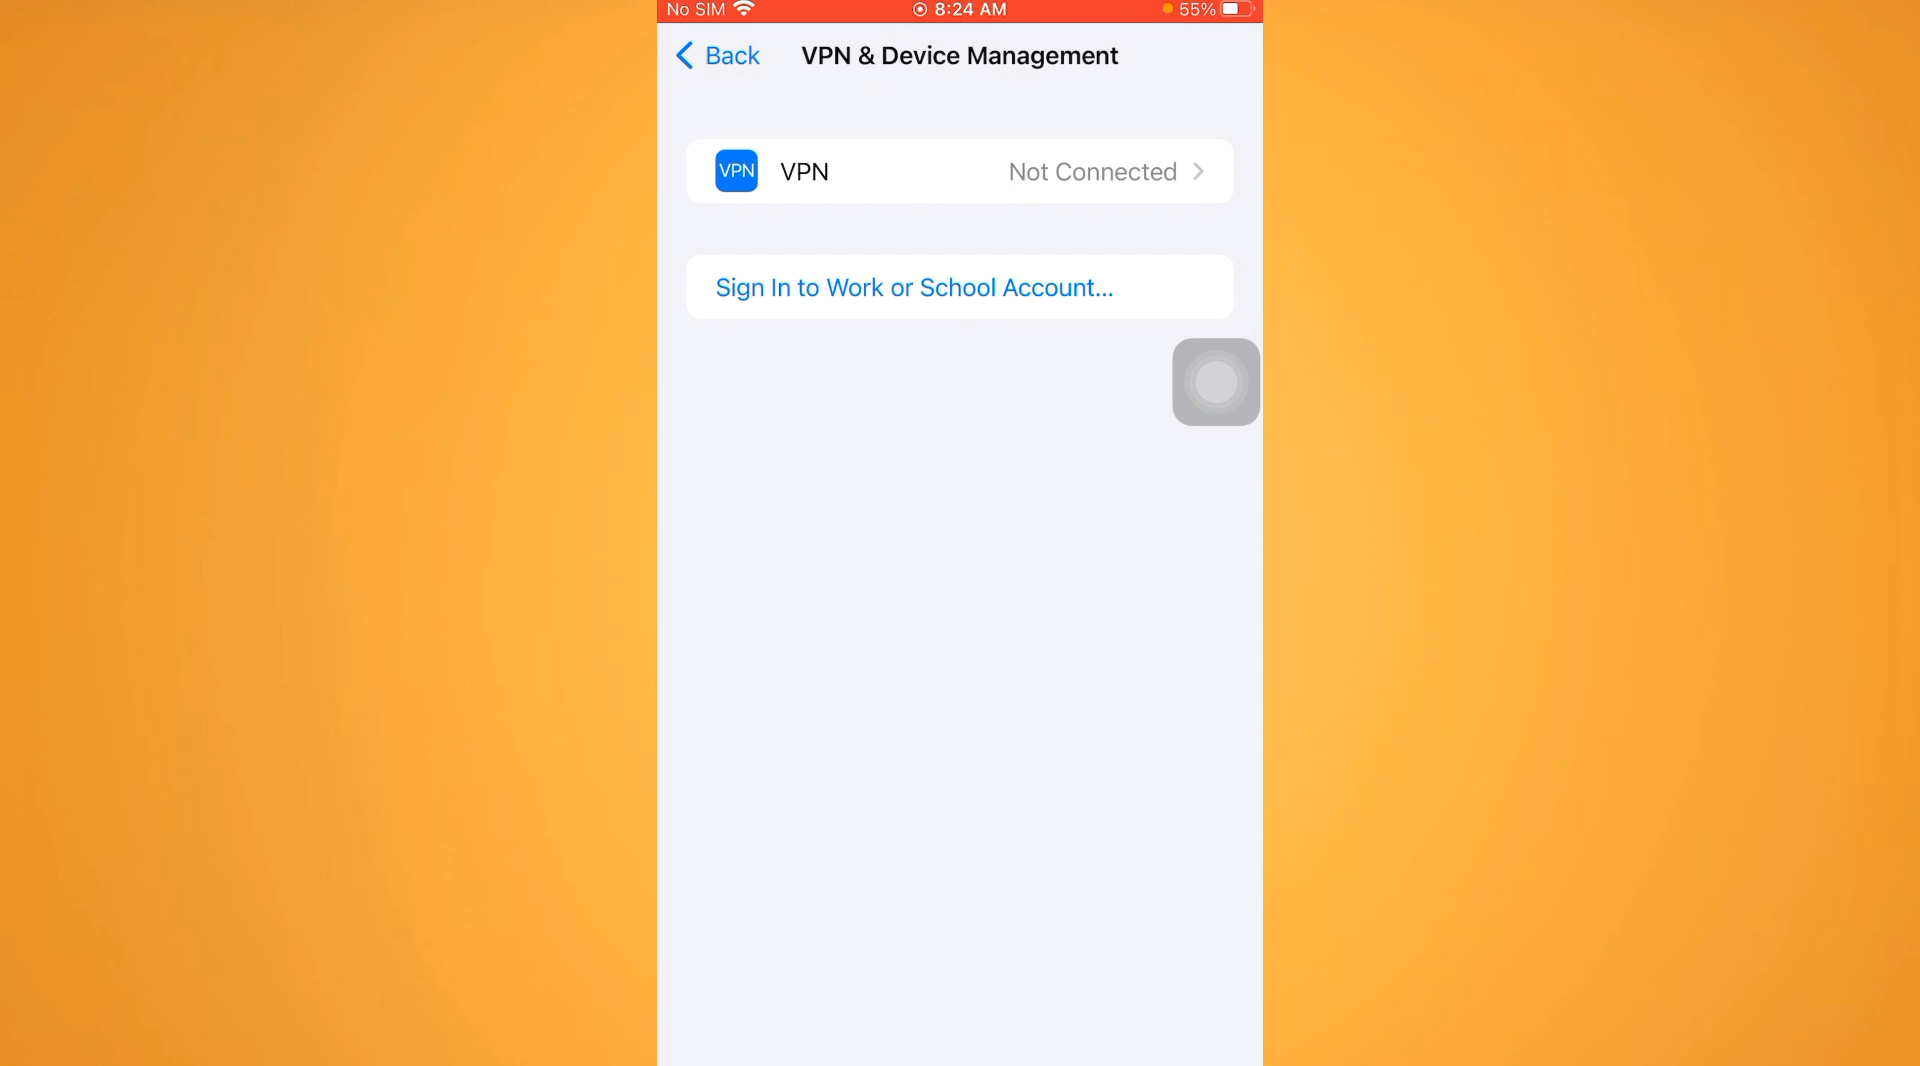 No SIM 8:24 AM 55%
Back VPN & Device Management
VPN VPN Not Connected
Sign In to Work or School Account...